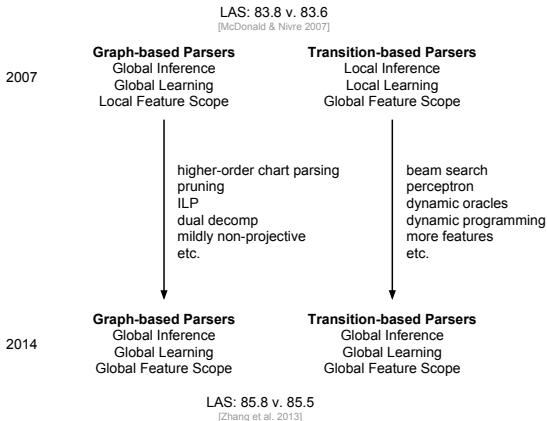 LAS: 83.8 v. 83.6
[McDonald & Nivre 2007]
2007
Graph-based Parsers
Global Inference
Global Learning
Local Feature Scope
Transition-based Parsers
Local Inference
Local Learning
Global Feature Scope
higher-order chart parsing
pruning
ILP
dual decomp
mildly non-projective
etc.
beam search
perceptron
dynamic oracles
dynamic programming
more features
etc.
2014
Graph-based Parsers
Global Inference
Global Learning
Global Feature Scope
Transition-based Parsers
Global Inference
Global Learning
Global Feature Scope
LAS: 85.8 v. 85.5
[Zhang et al. 2013]